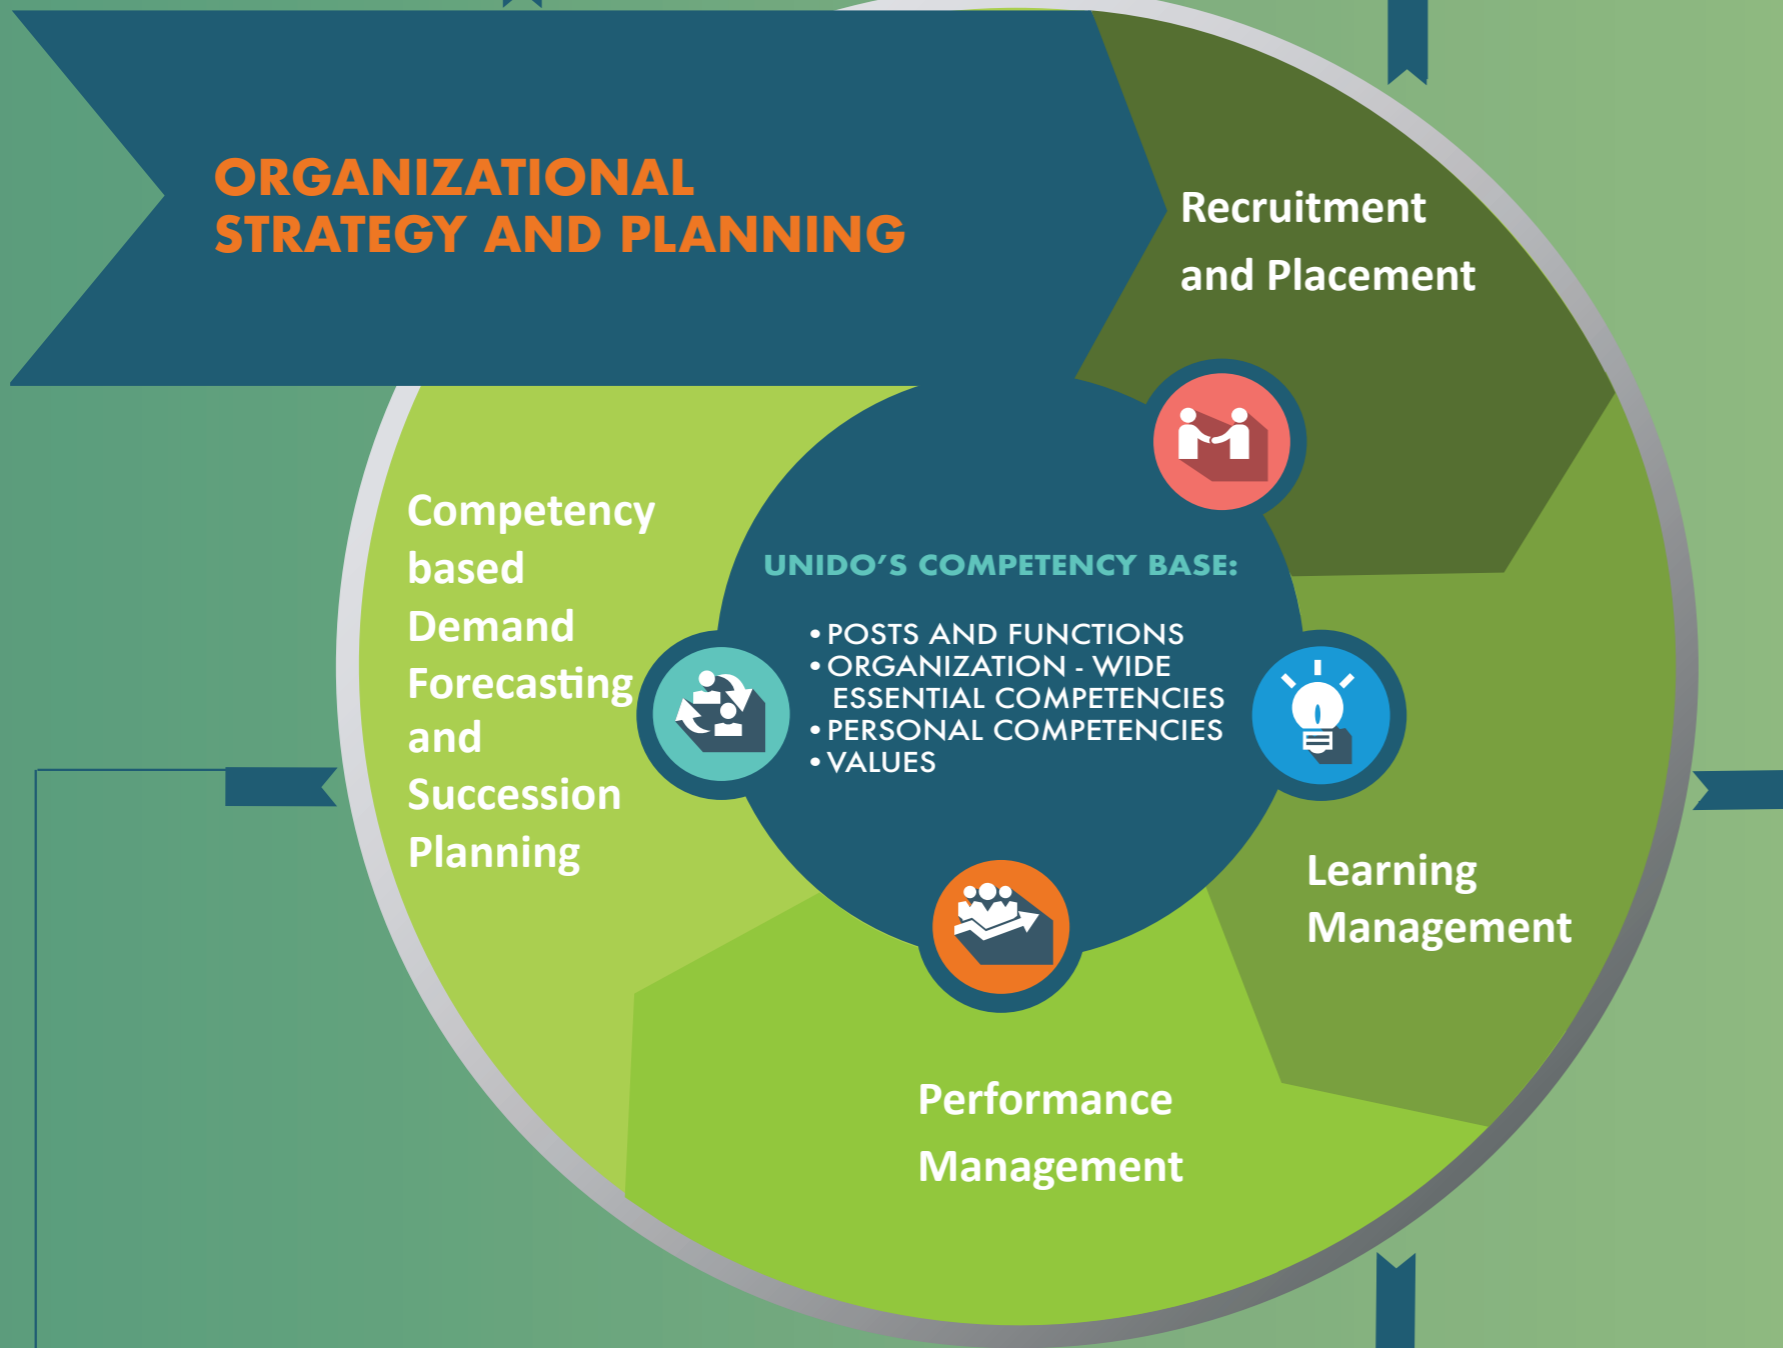 ORGANIZATIONAL
STRATEGY AND PLANNING
Recruitment
and Placement
Competency
based
Demand
Forecasting
and
Succession
Planning
UNIDO’S COMPETENCY BASE:
• POSTS AND FUNCTIONS
• ORGANIZATION - WIDE
ESSENTIAL COMPETENCIES
• PERSONAL COMPETENCIES
• VALUES
Learning
Management
Performance
Management